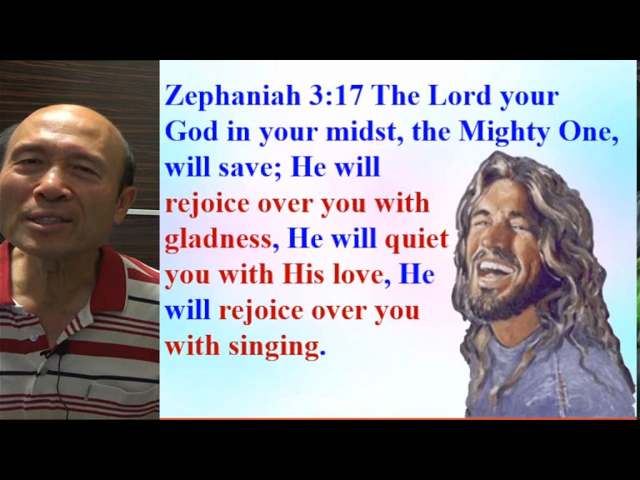 Zephaniah 3:17 The Lord your
God in your midst, the Mighty One,
will save; He will
rejoice over you with
gladness, He will quiet
you with His love, He
will rejoice over you
with singing.